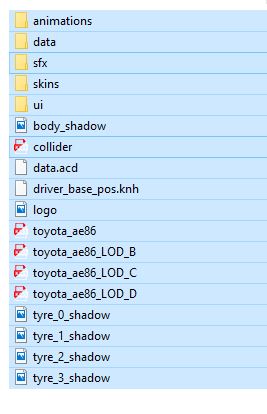 animations
data
sfx
skins
ui
body_shadow
collider
data.acd
driver_base_pos.knh
logo
toyota_ae86
toyota_ae86_LOD_B
toyota_ae86_LOD_C
toyota_ae86_LOD_D
tyre_0_shadow
tyre_1_shadow
tyre_2_shadow
tyre_3_shadow